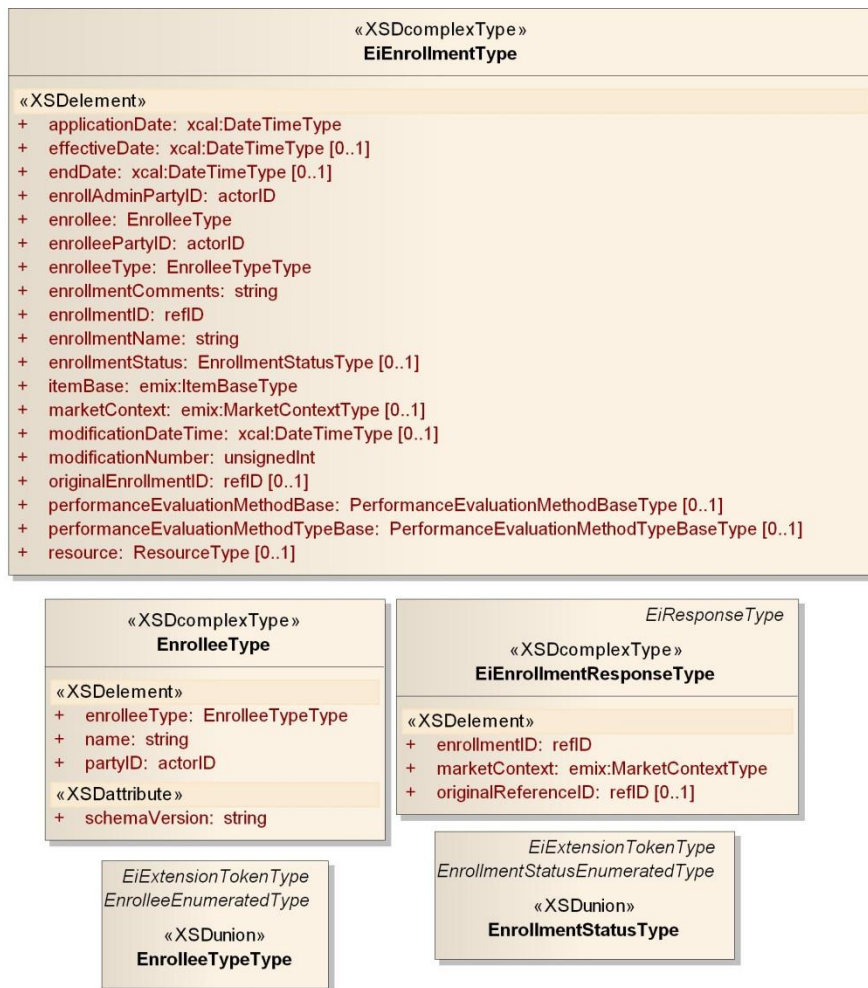 «XSDcomplexType»
EiEnrollmentType
«XSDelement»
+ applicationDate: xcal:DateTimeType
+ effectiveDate: xcal:DateTimeType [0..1]
+ endDate: xcal:DateTimeType [0..1]
+ enrollAdminPartyID: actorID
+ enrollee: EnrolleeType
+ enrolleePartyID: actorID
+ enrolleeType: EnrolleeTypeType
+ enrollmentComments: string
+ enrollmentID: refID
+ enrollmentName: string
+ enrollmentStatus: EnrollmentStatusType [0..1]
+ itemBase: emix:ItemBaseType
+ marketContext: emix:MarketContextType [0..1]
+ modificationDateTime: xcal:DateTimeType [0..1]
+ modificationNumber: unsignedInt
+ originalEnrollmentID: refID [0..1]
+ performanceEvaluationMethodBase: PerformanceEvaluationMethodBaseType [0..1]
+ performanceEvaluationMethodTypeBase: PerformanceEvaluationMethodTypeBaseType [0..1]
+ resource: ResourceType [0..1]
«XSDcomplexType»
EnrolleeType
«XSDelement»
+ enrolleeType: EnrolleeTypeType
+ name: string
+ partyID: actorID
«XSDattribute»
+ schemaVersion: string
EiResponseType
«XSDcomplexType»
EiEnrollmentResponseType
«XSDelement»
+ enrollmentID: refID
+ marketContext: emix:MarketContextType
+ originalReferenceID: refID [0..1]
EiExtensionTokenType
EnrolleeEnumeratedType
«XSDunion»
EnrolleeTypeType
EiExtensionTokenType
EnrollmentStatusEnumeratedType
«XSDunion»
EnrollmentStatusType